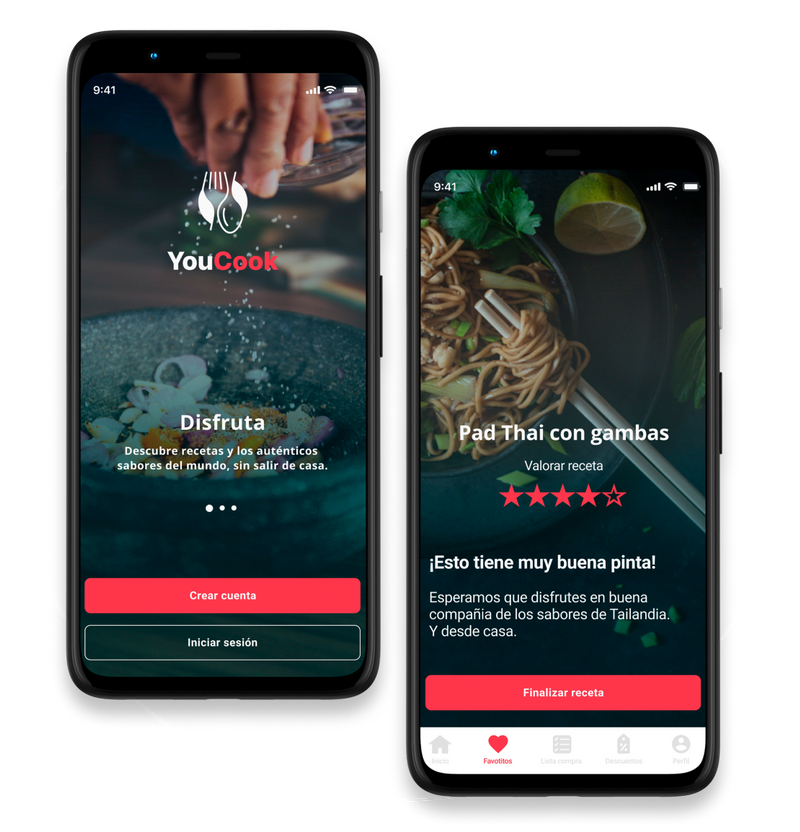 9:41
YouCook
Disfruta
Descubre recetas y los auténticos
sabores del mundo, sin salir de casa.
Crear cuenta
Iniciar sesión
9:41
Pad Thai con gambas
Valorar receta
¡Esto tiene muy buena pinta!
Esperamos que disfrutes en buena
compañia de los sabores de Tailandia.
Y desde casa.
Finalizar receta
Inicio
Favotitos
Lista compra
Descuentos
Perfil